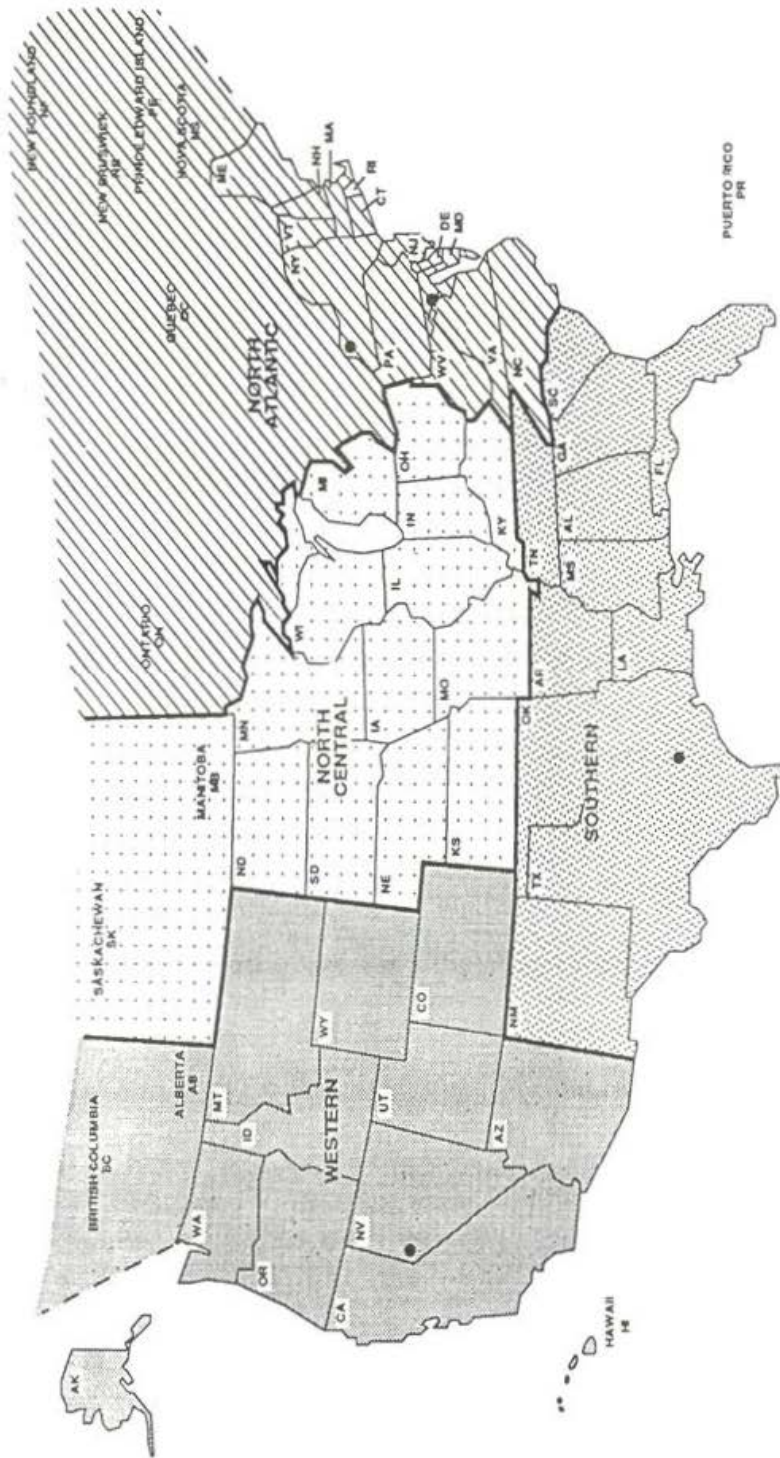 NEW FOUNDLAND
NF
NEW BRUSWICK
NB
PRINCE EDWARD ISLAND
PE
NOVA SCOTIA
NS
QUEBEC
QC
ONTARIO
ON
MANITOBA
MB
SASKACHEWAN
SK
ALBERTA
AB
BRITISH COLUMBIA
BC
AK
NORTH
ATLANTIC
ME
NH
VT
MA
RI
CT
NY
NJ
DE
MD
PA
WV
VA
NC
NORTH
CENTRAL
MI
OH
IN
WI
IL
KY
MN
IA
MO
ND
SD
NE
KS
WESTERN
MT
ID
WY
CO
UT
AZ
WA
OR
NV
CA
SOUTHERN
SC
GA
FL
AL
TN
MS
AR
LA
OK
TX
NM
HAWAII
HI
PUERTO RICO
PR